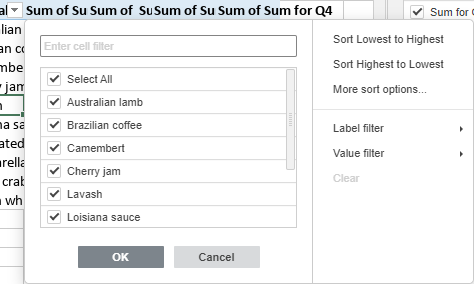 al Sum of Su Sum of Su Sum of Su Sum of Sum for Q4
Sum for
Enter cell filter
Select All
Australian lamb
Brazilian coffee
Camembert
Cherry jam
Lavash
Loisiana sauce
OK
Cancel
Sort Lowest to Highest
Sort Highest to Lowest
More sort options...
Label filter
Value filter
Clear
lian
an co
mbe
y jam
n
na sa
ated
arella
crab
n wh